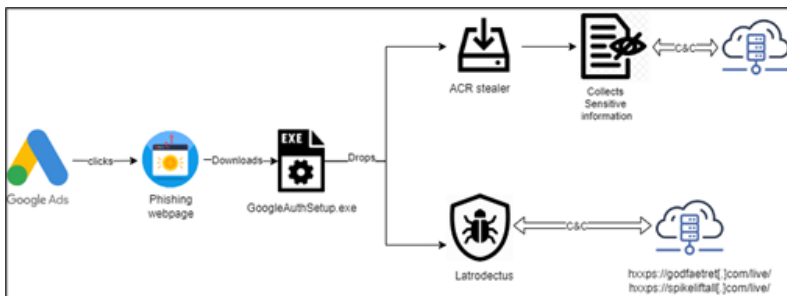 Google Ads
clicks
Phishing
webpage
Downloads
EXE
GoogleAuthSetup.exe
Drops
ACR stealer
Collects
Sensitive
information
C&C
Latrodectus
C&C
hxxps://godfaetret[.]com/live/
hxxps://spikeliftall[.]com/live/